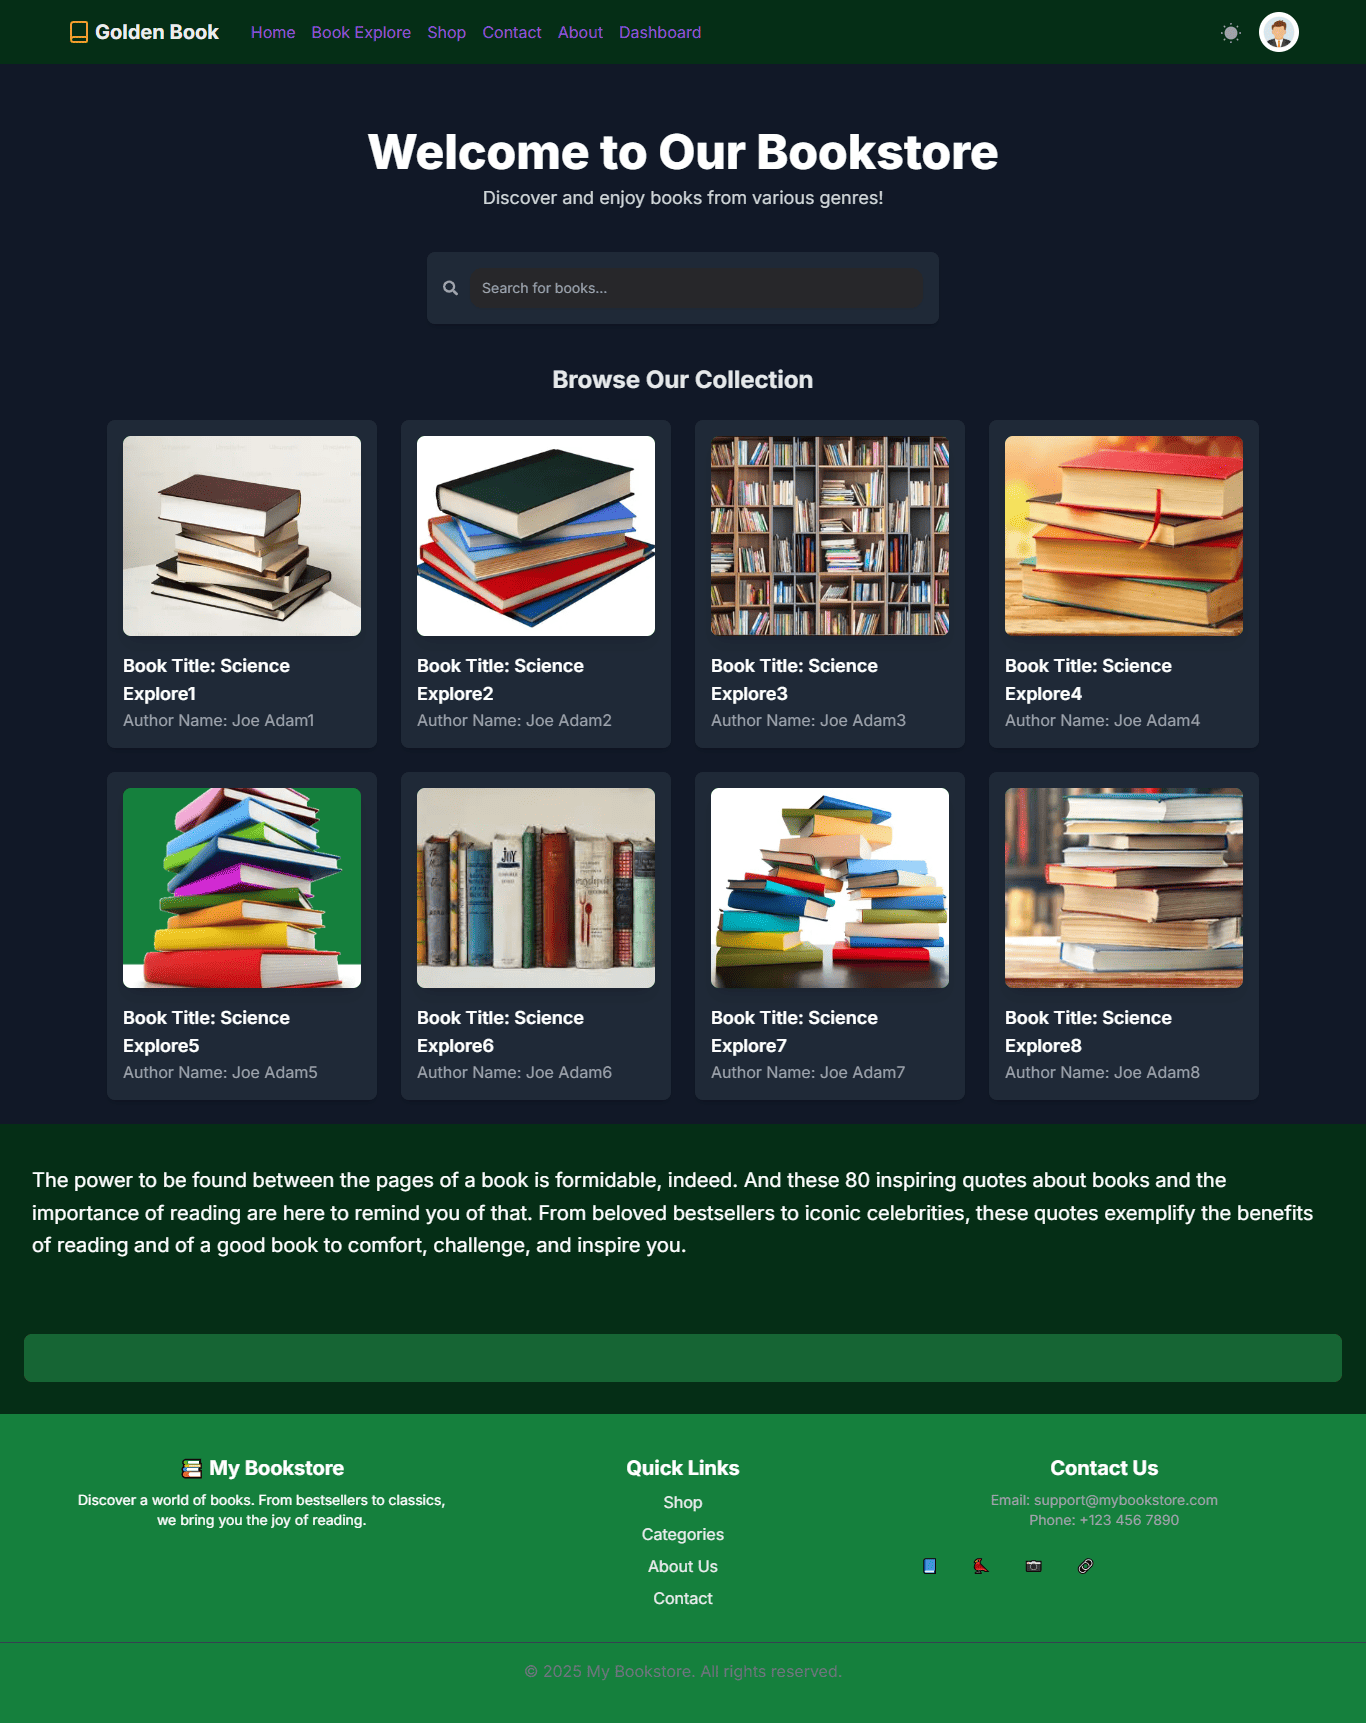 Golden Book
Home
Book Explore
Shop
Contact
About
Dashboard
Welcome to Our Bookstore
Discover and enjoy books from various genres!
Search for books...
Browse Our Collection
Book Title: Science
Explore1
Author Name: Joe Adam1
Book Title: Science
Explore2
Author Name: Joe Adam2
Book Title: Science
Explore3
Author Name: Joe Adam3
Book Title: Science
Explore4
Author Name: Joe Adam4
JOY
Book Title: Science
Explore5
Author Name: Joe Adam5
Book Title: Science
Explore6
Author Name: Joe Adam6
Book Title: Science
Explore7
Author Name: Joe Adam7
Book Title: Science
Explore8
Author Name: Joe Adam8
The power to be found between the pages of a book is formidable, indeed. And these 80 inspiring quotes about books and the
importance of reading are here to remind you of that. From beloved bestsellers to iconic celebrities, these quotes exemplify the benefits
of reading and of a good book to comfort, challenge, and inspire you.
My Bookstore
Discover a world of books. From bestsellers to classics,
we bring you the joy of reading.
Quick Links
Shop
Categories
About Us
Contact
Contact Us
Email: support@mybookstore.com
Phone: +123 456 7890
© 2025 My Bookstore. All rights reserved.